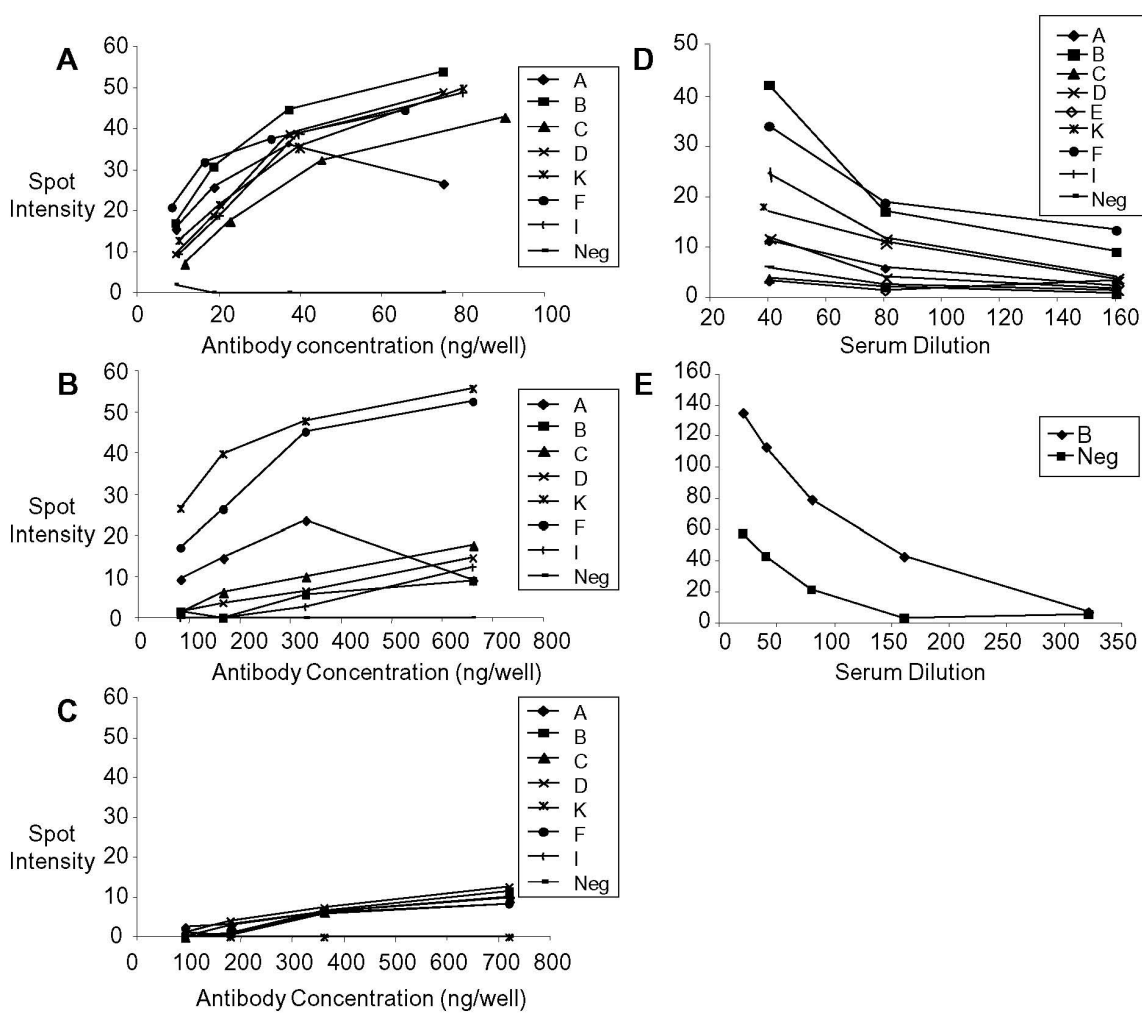 A
60
50
40
30
20
10
0
Spot
Intensity
0 20 40 60 80 100
Antibody concentration (ng/well)
A
B
C
D
K
F
I
Neg
B
60
50
40
30
20
10
0
Spot
Intensity
0 100 200 300 400 500 600 700 800
Antibody Concentration (ng/well)
A
B
C
D
K
F
I
Neg
C
60
50
40
30
20
10
0
Spot
Intensity
0 100 200 300 400 500 600 700 800
Antibody Concentration (ng/well)
A
B
C
D
K
F
I
Neg
D
50
40
30
20
10
0
20 40 60 80 100 120 140 160
Serum Dilution
A
B
C
D
E
K
F
I
Neg
E
160
140
120
100
80
60
40
20
0
0 50 100 150 200 250 300 350
Serum Dilution
B
Neg